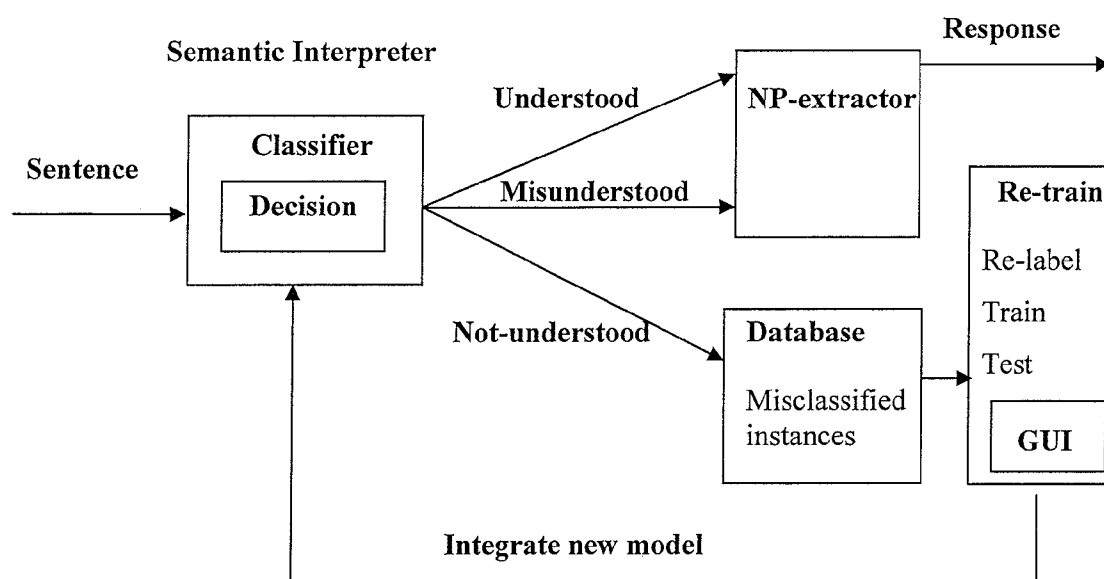 Response
Semantic Interpreter
Understood
NP-extractor
Classifier
Sentence
Decision
Misunderstood
Re-train
Re-label
Train
Test
Not-understood
Database
Misclassified
instances
GUI
Integrate new model